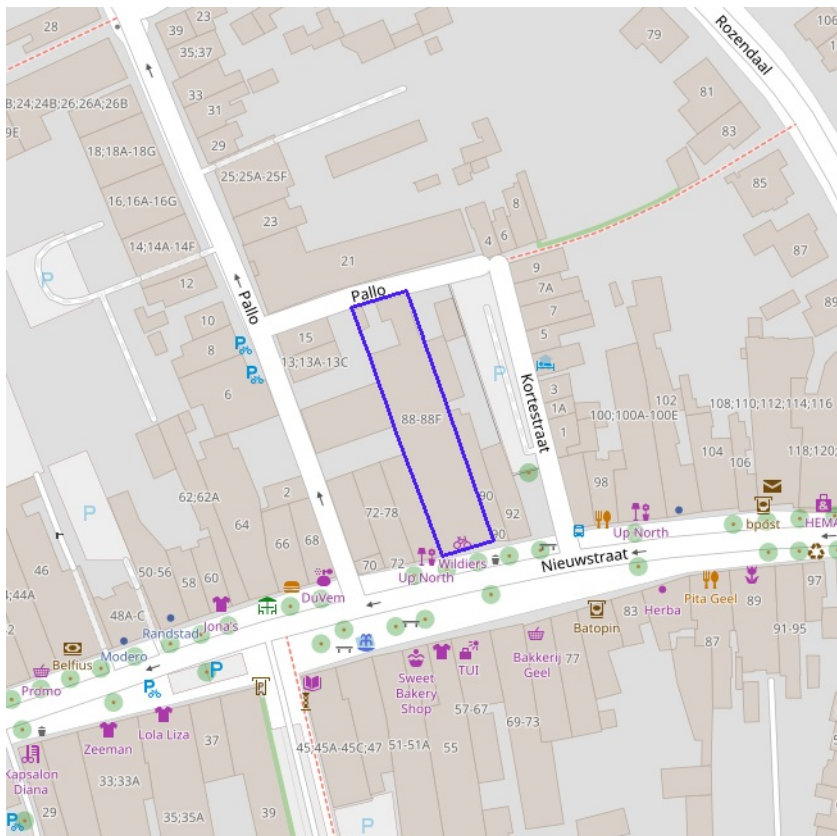 28
23
39
35;37
79
Rozendaal
106
B;24;24B;26;26A;26B
33
81
9E
31
83
18;18A-18G
29
25;25A-25F
85
16;16A-16G
8
23
4
6
14;14A-14F
87
21
9
P
12
Pallo
7A
89
Pallo
7
10
15
5
P
8
13;13A-13C
P
P
6
3
Kortestraat
102
1A
108;110;112;114;116
88-88F
100;100A-100E
1
104
118;120;
106
2
98
62;62A
90
P
72-78
92
64
bpost
HEMA
66
68
90
Up North
Wildiers
Nieuwstraat
46
50-56
70
72
Up North
58
60
DuVem
97
44A
48A-C
Jona's
83
Pita Geel
89
Randstad
Herba
Batopin
91-95
Modero
87
Belfius
Bakkerij
Geel
77
P
Sweet
Bakery
Shop
TUI
Promo
P
P
57-67
Lola Liza
69-73
Zeeman
37
45;45A-45C;47
51-51A
55
Kapsalon
Diana
33;33A
29
35;35A
39
P
P